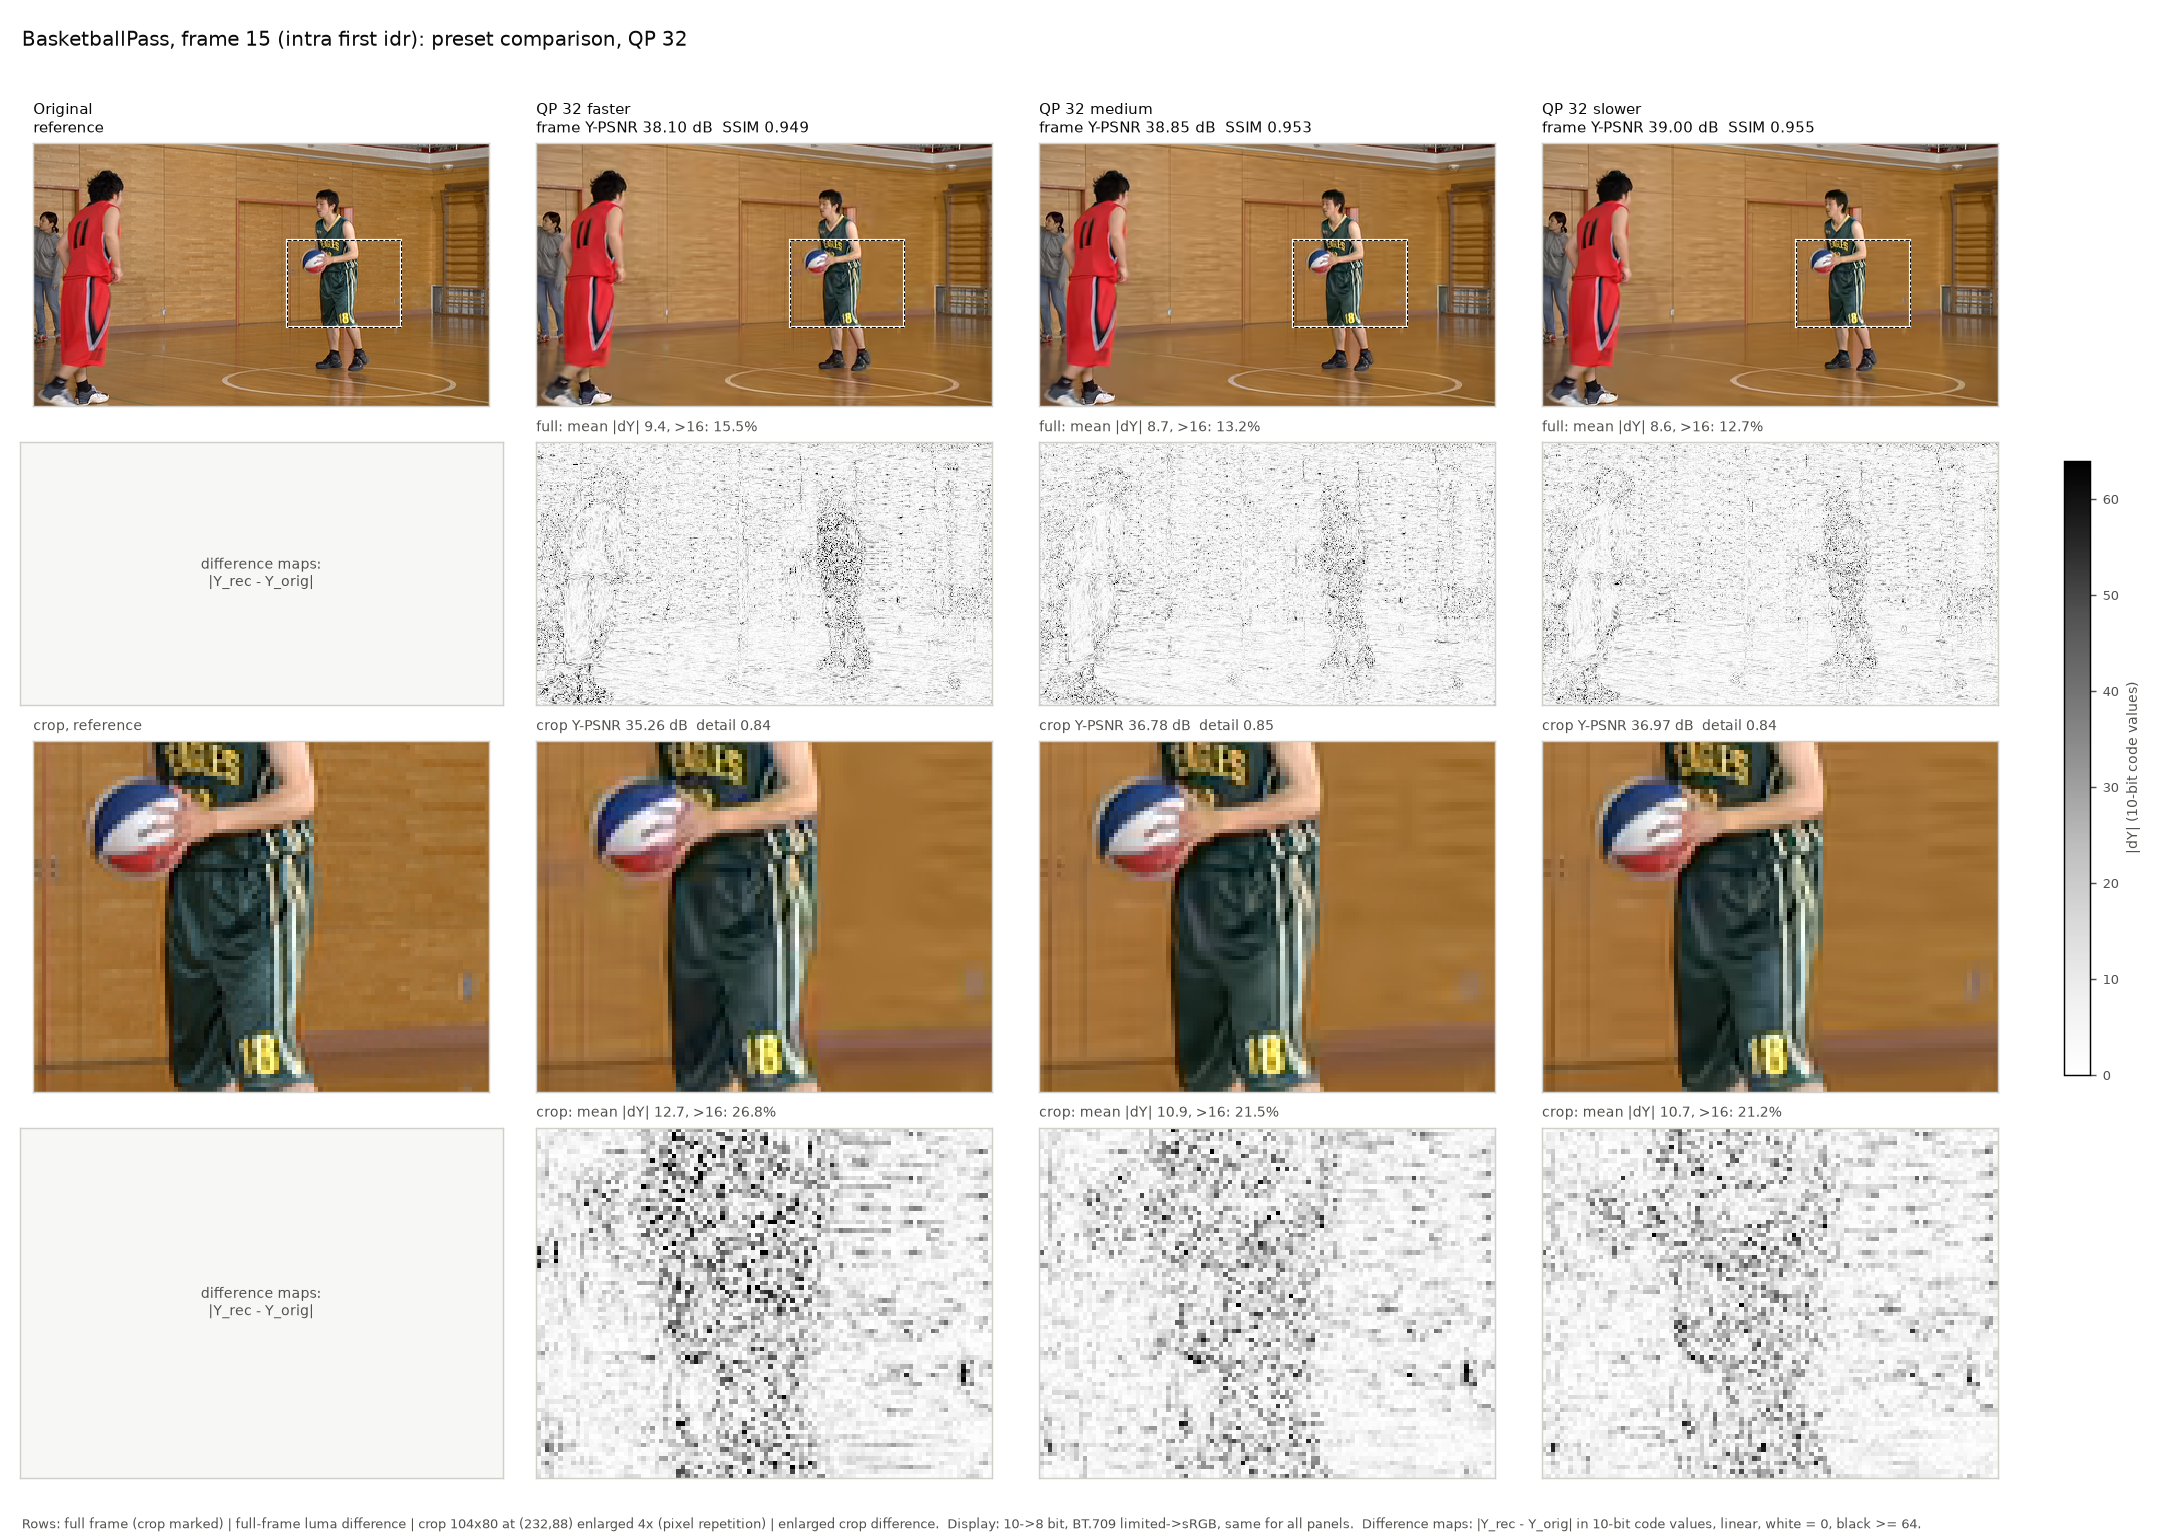 BasketballPass, frame 15 (intra first idr): preset comparison, QP 32
Original
reference
QP 32 faster
frame Y-PSNR 38.10 dB  SSIM 0.949
QP 32 medium
frame Y-PSNR 38.85 dB  SSIM 0.953
QP 32 slower
frame Y-PSNR 39.00 dB  SSIM 0.955
full: mean |dY| 9.4, >16: 15.5%
full: mean |dY| 8.7, >16: 13.2%
full: mean |dY| 8.6, >16: 12.7%
difference maps:
|Y_rec - Y_orig|
60
50
40
30
20
10
0
|dY| (10-bit code values)
crop, reference
crop Y-PSNR 35.26 dB  detail 0.84
crop Y-PSNR 36.78 dB  detail 0.85
crop Y-PSNR 36.97 dB  detail 0.84
EAGLES
18
EAGLES
18
EAGLES
18
EAGLES
18
crop: mean |dY| 12.7, >16: 26.8%
crop: mean |dY| 10.9, >16: 21.5%
crop: mean |dY| 10.7, >16: 21.2%
difference maps:
|Y_rec - Y_orig|
Rows: full frame (crop marked) | full-frame luma difference | crop 104x80 at (232,88) enlarged 4x (pixel repetition) | enlarged crop difference.  Display: 10->8 bit, BT.709 limited->sRGB, same for all panels.  Difference maps: |Y_rec - Y_orig| in 10-bit code values, linear, white = 0, black >= 64.